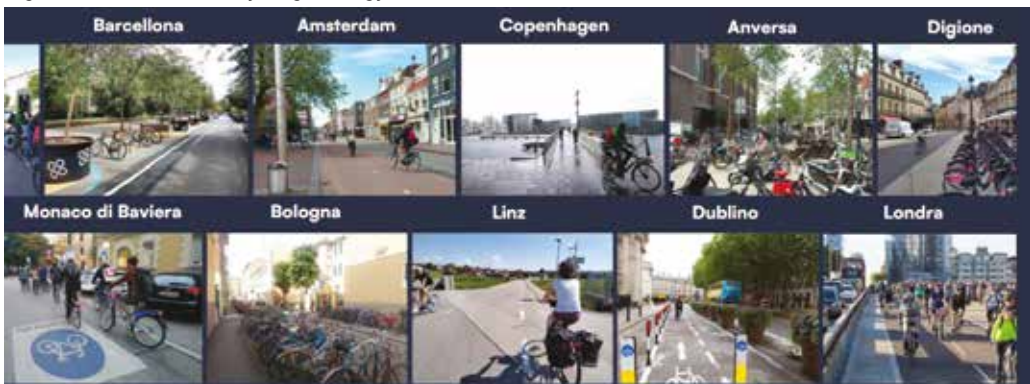 Barcellona
Amsterdam
Copenhagen
Anversa
Digione
Monaco di Baviera
Bologna
Linz
Dublino
Londra